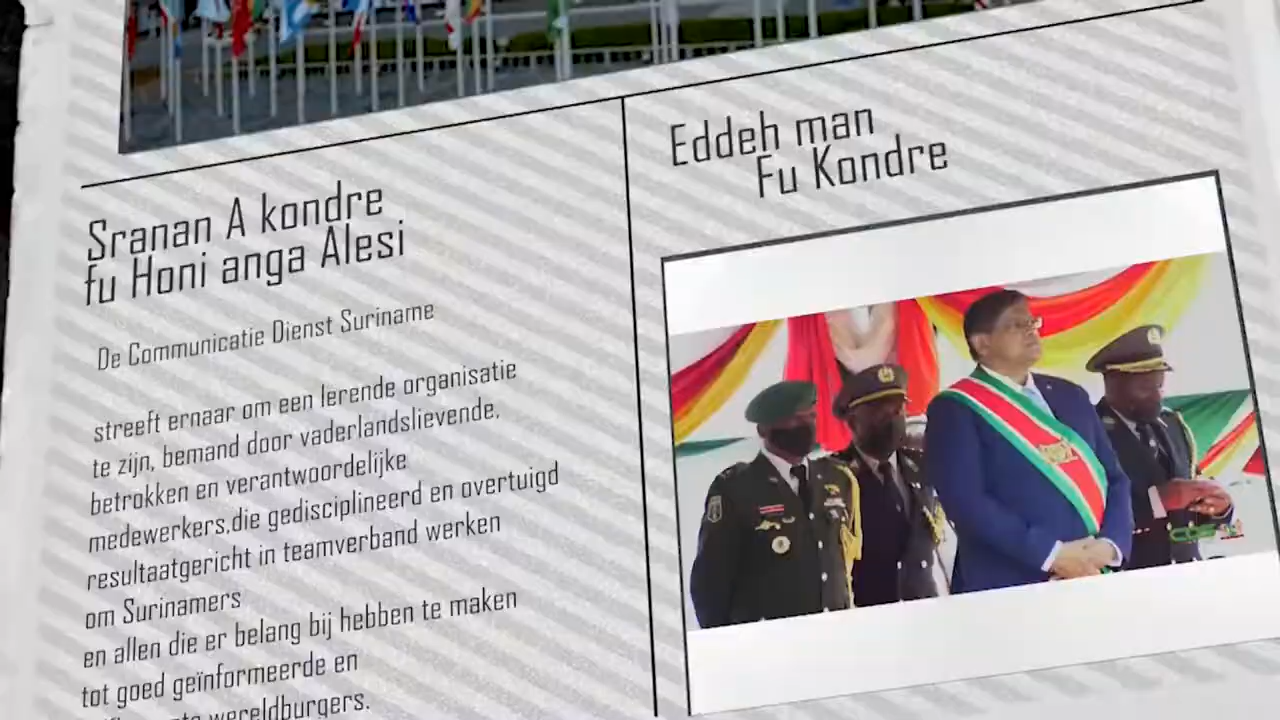 Sranan A kondre
fu Honi anga Alesi
De Communicatie Dienst Suriname
streeft ernaar om een lerende organisatie
te zijn, bemand door vaderlandslievende,
betrokken en verantwoordelijke
medewerkers,die gedisciplineerd en overtuigd
resultaatgericht in teamverband werken
om Surinamers
en allen die er belang bij hebben te maken
tot goed geïnformeerde en
wereldburgers.
Eddeh man
Fu Kondre